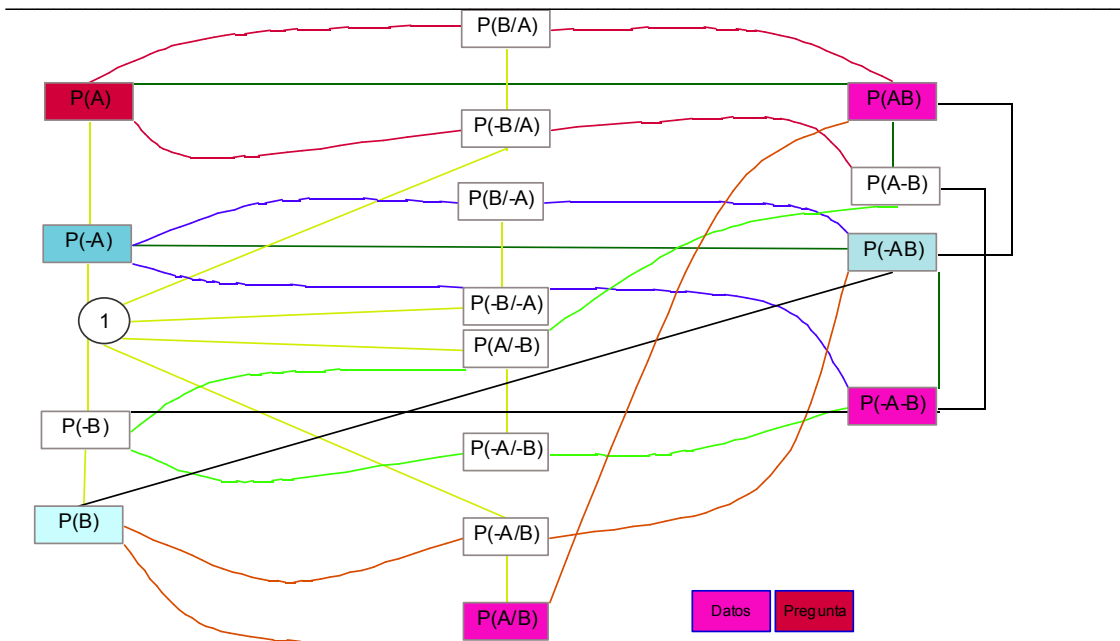 P(B/A)
P(A)
P(AB)
P(-B/A)
P(A-B)
P(B/-A)
P(-A)
P(-AB)
P(-B/-A)
1
P(A/-B)
P(-A-B)
P(-B)
P(-A/-B)
P(B)
P(-A/B)
P(A/B)
Datos
Pregunta